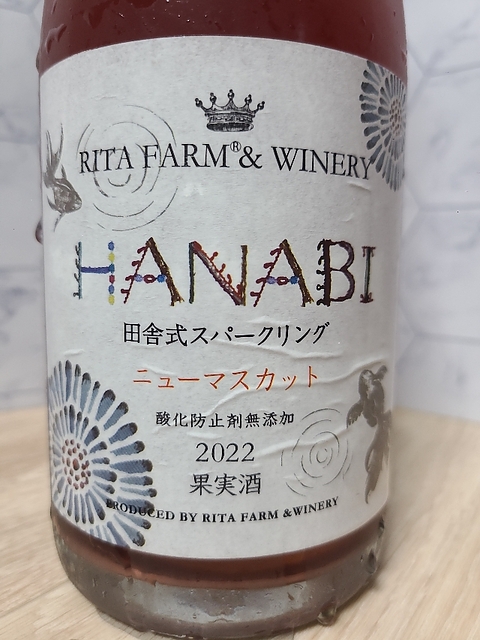 RITA FARM® & WINERY
HANABI
田舎式スパークリング
ニューマスカット
酸化防止剤無添加
2022
果実酒
PRODUCED BY RITA FARM & WINERY